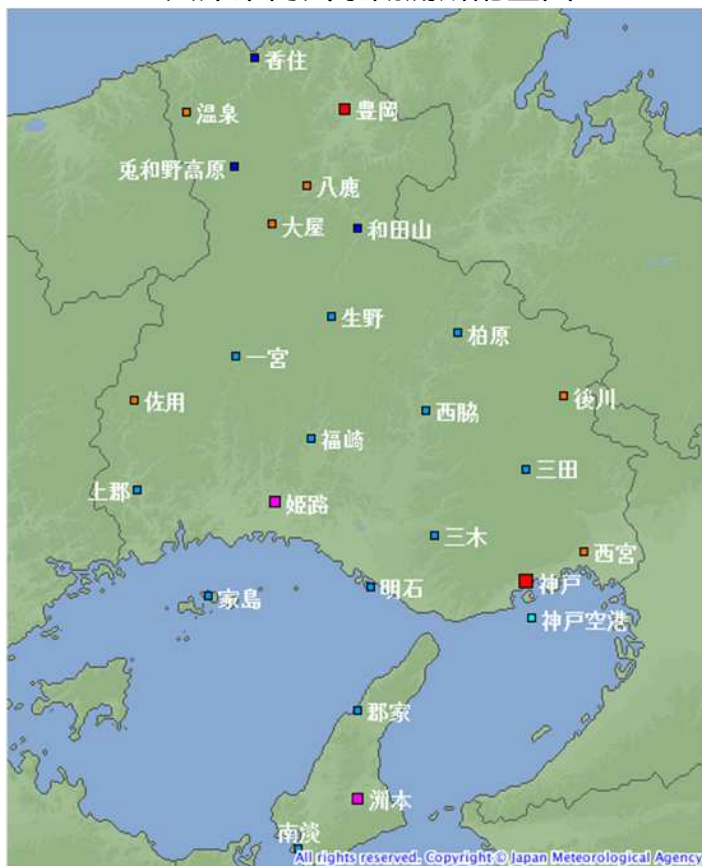 香住
温泉
豊岡
兎和野高原
八鹿
大屋
和田山
生野
柏原
一宮
佐用
後川
西脇
福崎
三田
上郡
姫路
三木
西宮
神戸
明石
家島
神戸空港
郡家
洲本
南淡
All rights reserved. Copyright © Japan Meteorological Agency